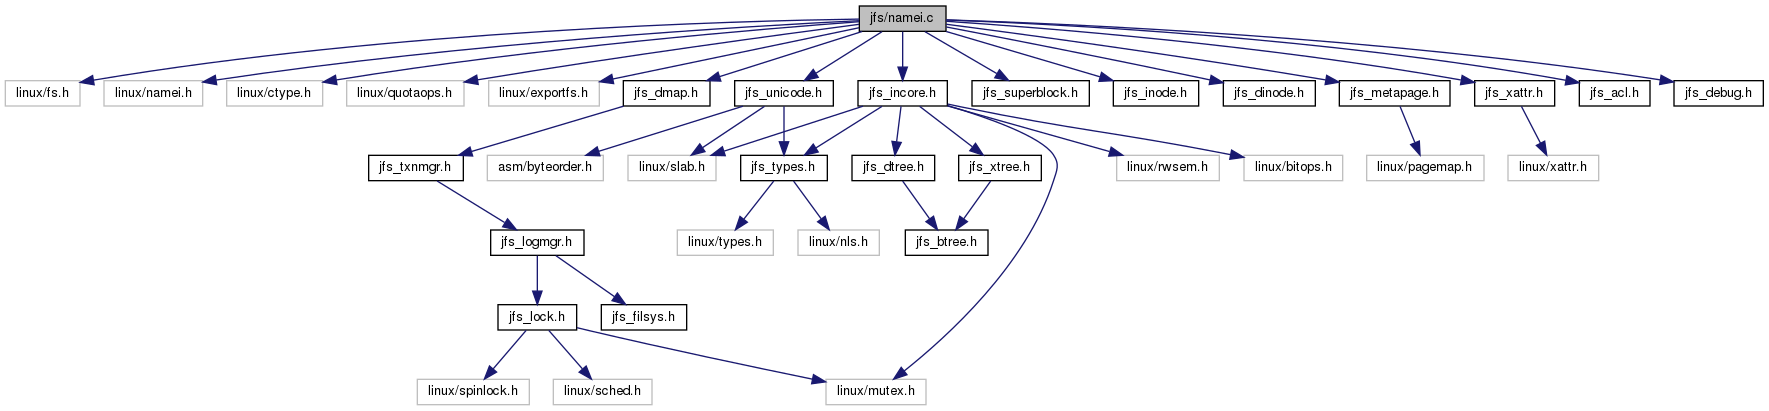 jfs/namei.c
linux/fs.h
linux/namei.h
linux/ctype.h
linux/quotaops.h
linux/exportfs.h
jfs_dmap.h
jfs_unicode.h
jfs_incore.h
jfs_superblock.h
jfs_inode.h
jfs_dinode.h
jfs_metapage.h
jfs_xattr.h
jfs_acl.h
jfs_debug.h
jfs_txnmgr.h
asm/byteorder.h
linux/slab.h
jfs_types.h
jfs_dtree.h
jfs_xtree.h
linux/rwsem.h
linux/bitops.h
linux/pagemap.h
linux/xattr.h
jfs_logmgr.h
linux/types.h
linux/nls.h
jfs_btree.h
jfs_lock.h
jfs_filsys.h
linux/spinlock.h
linux/sched.h
linux/mutex.h